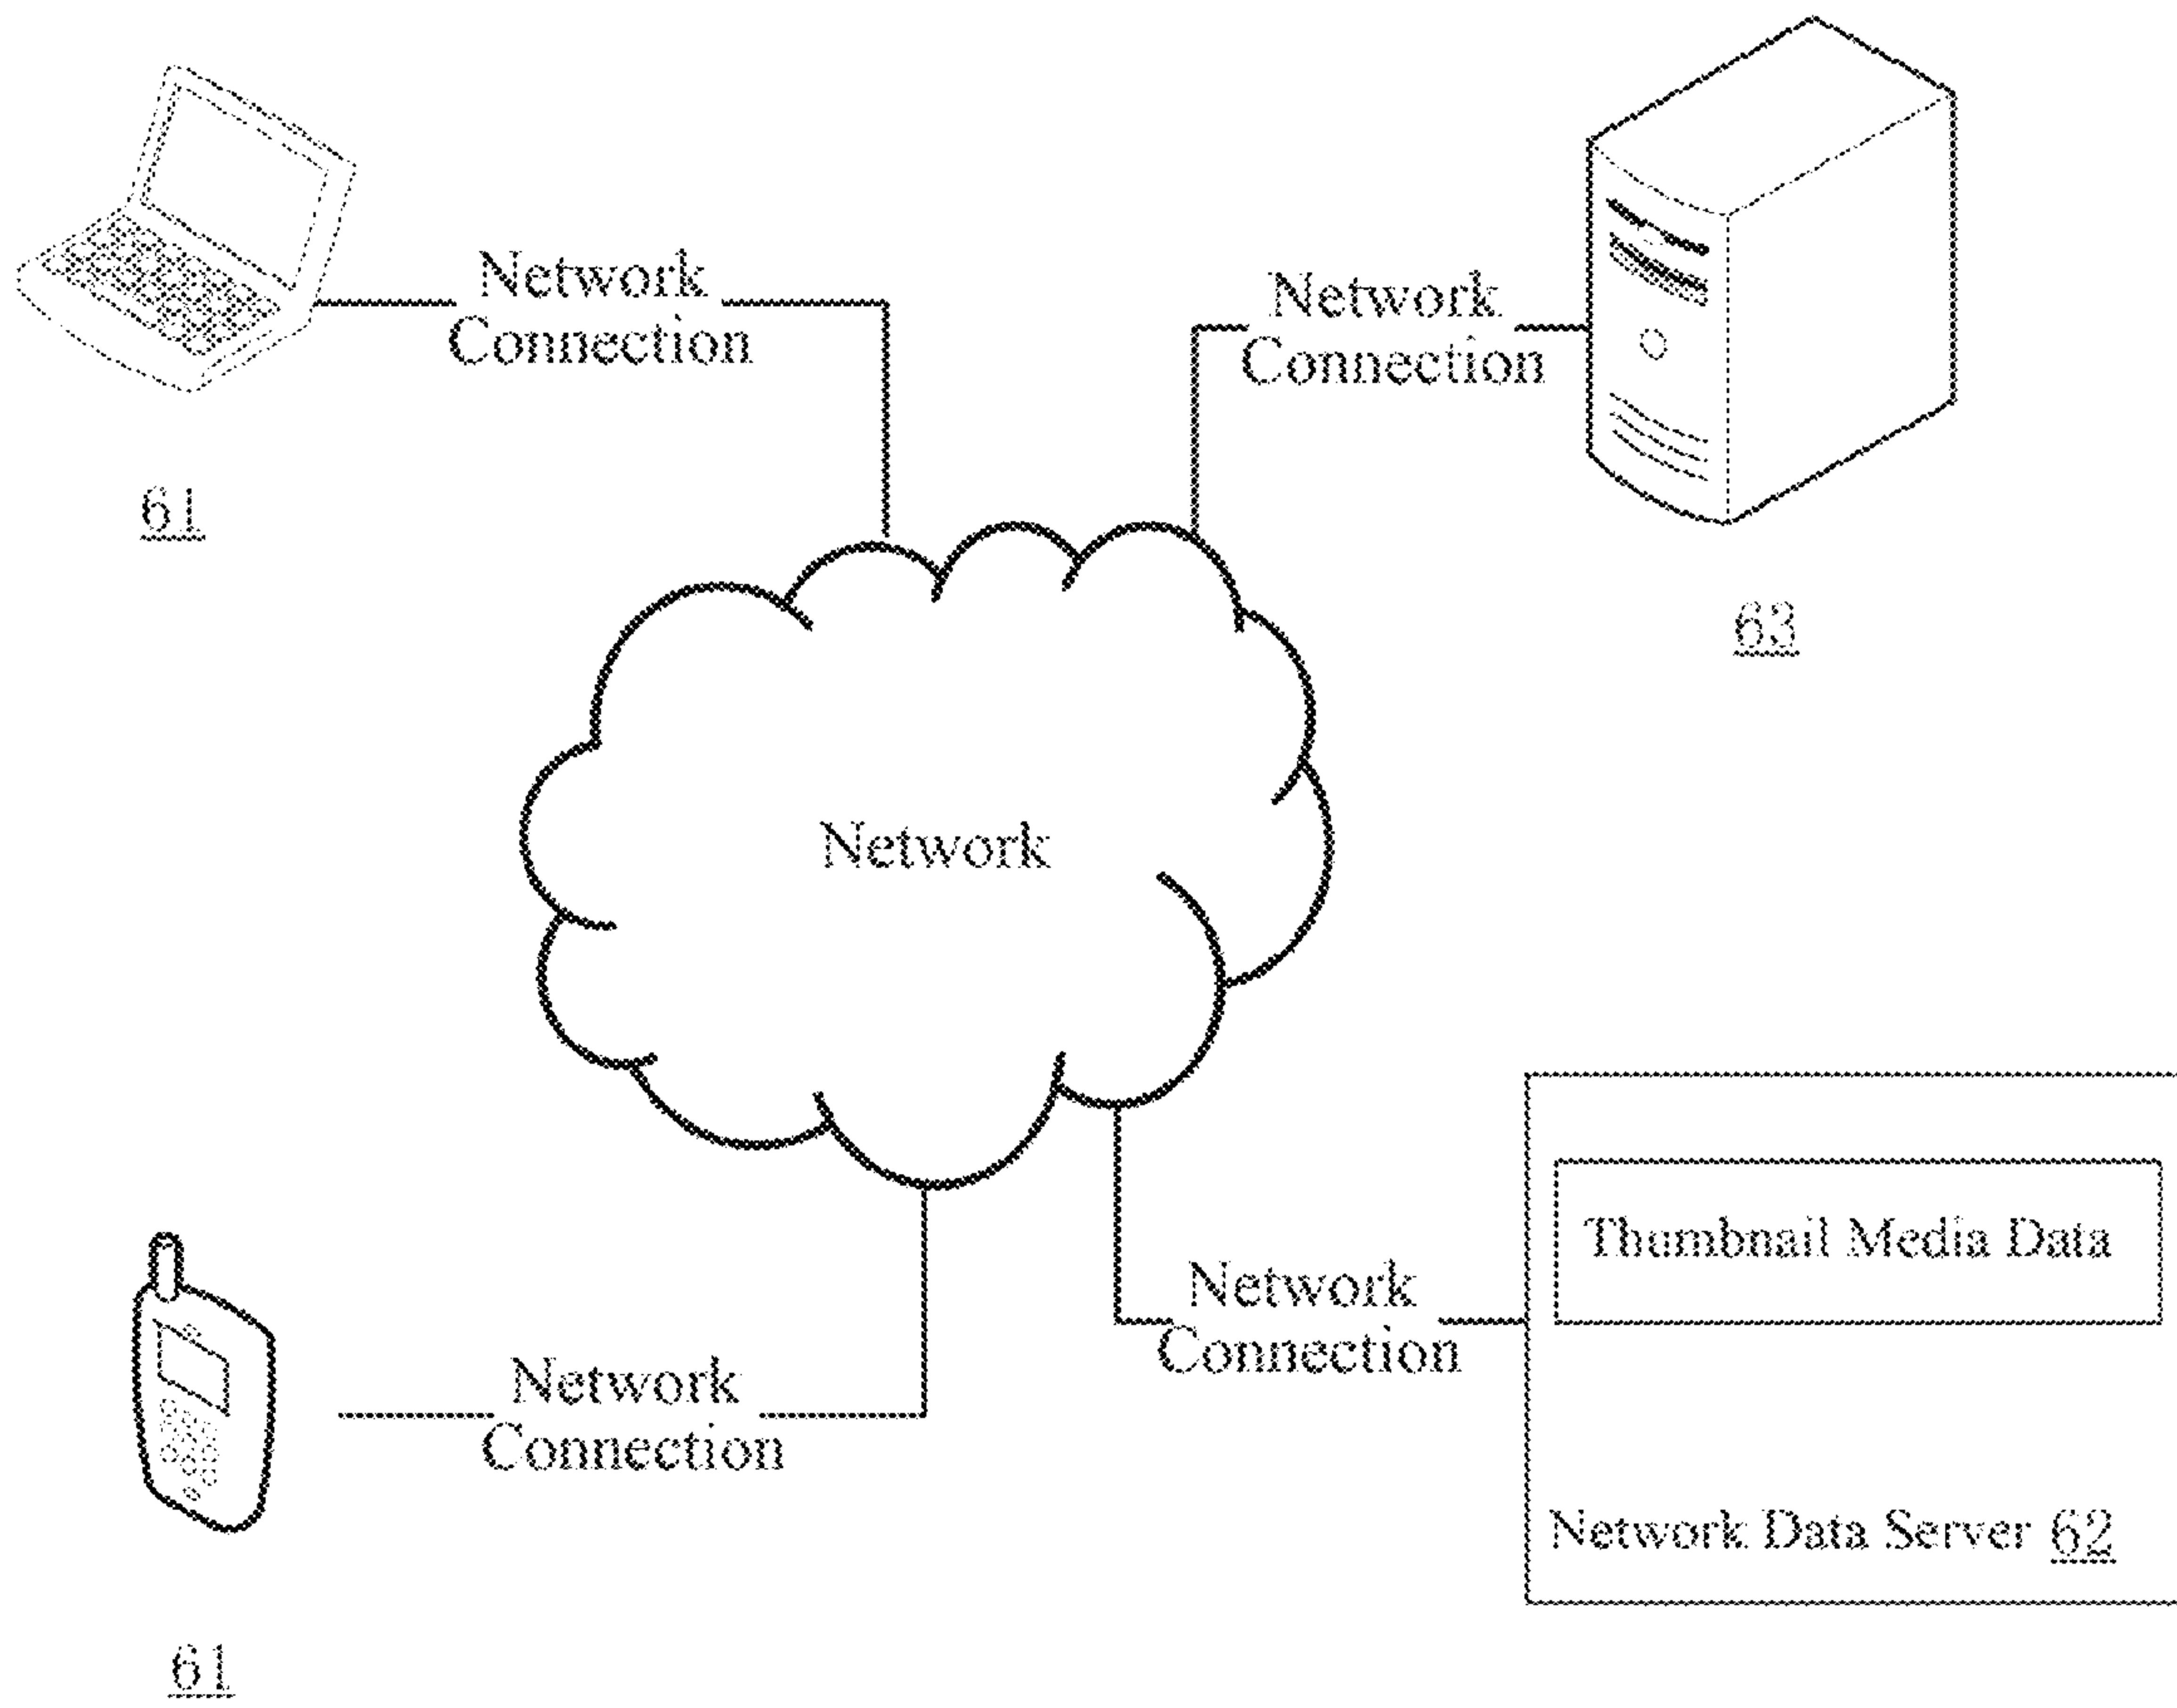 Network
Connection
Network
Connection
61
63
Network
Thumbnail Media Data
Network
Connection
Network
Connection
Network Data Server 62
61